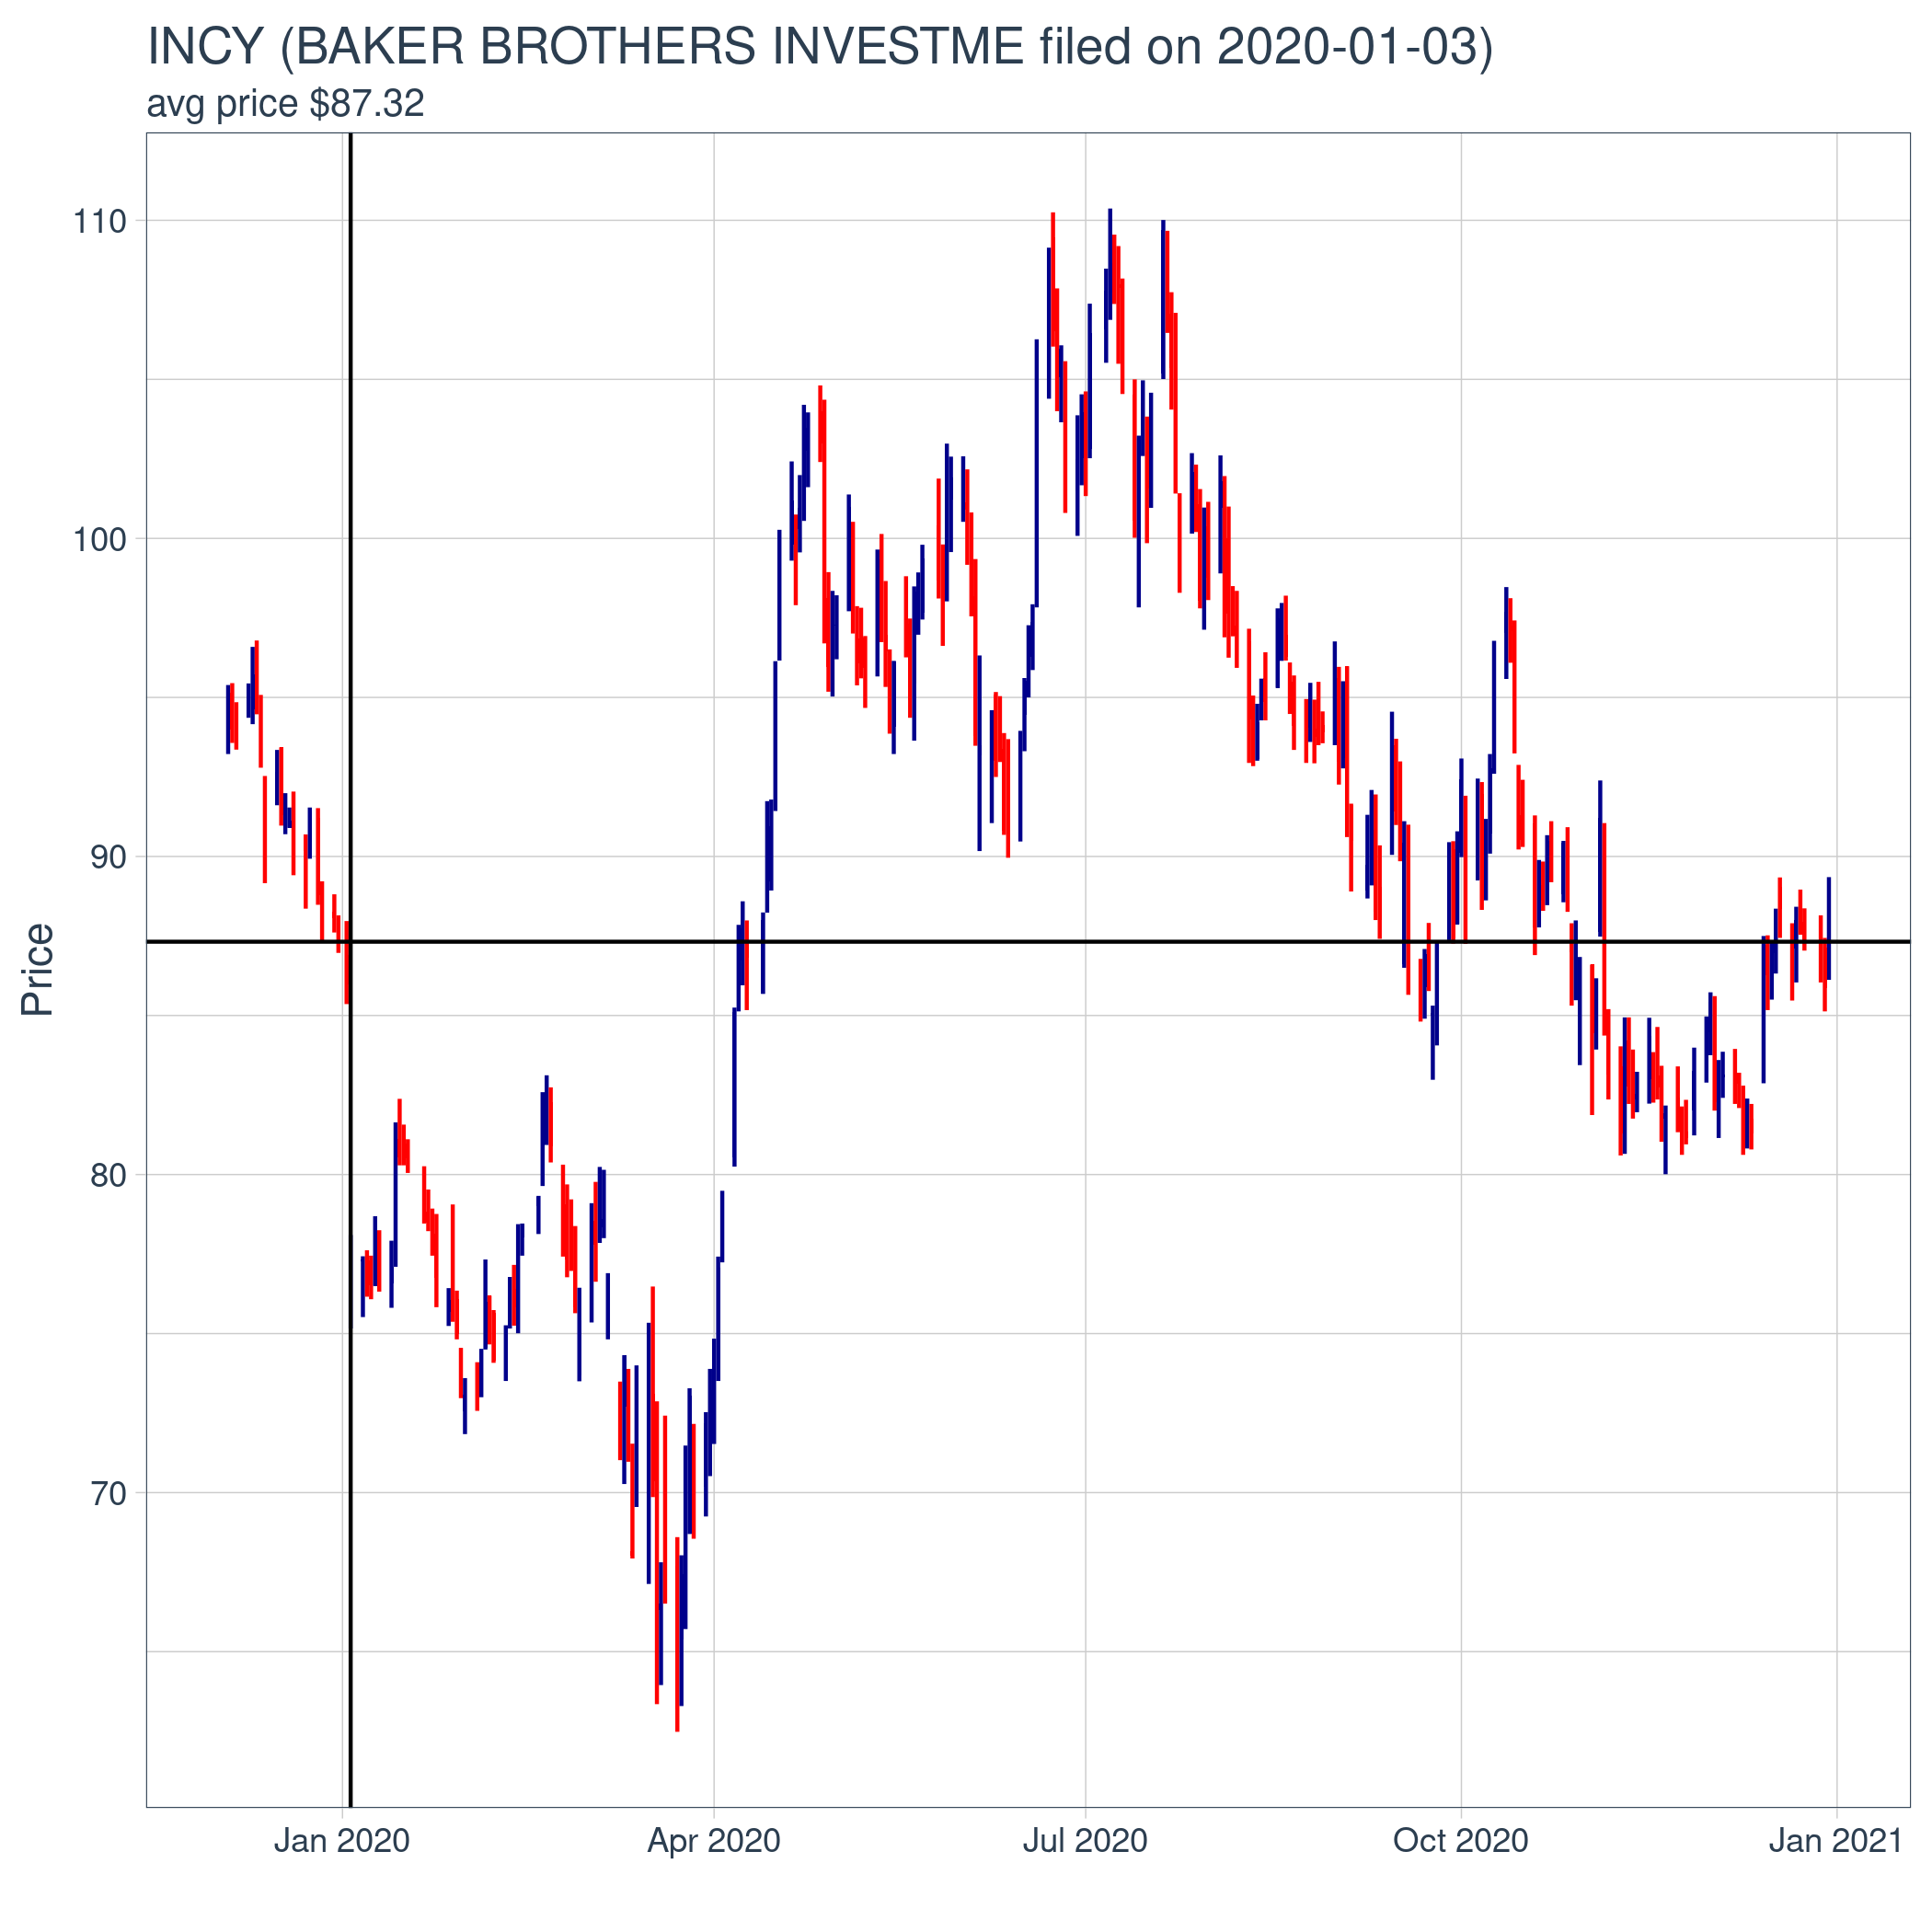 INCY (BAKER BROTHERS INVESTME filed on 2020-01-03)
avg price $87.32
110
100
90
80
70
Price
Jan 2020
Apr 2020
Jul 2020
Oct 2020
Jan 2021